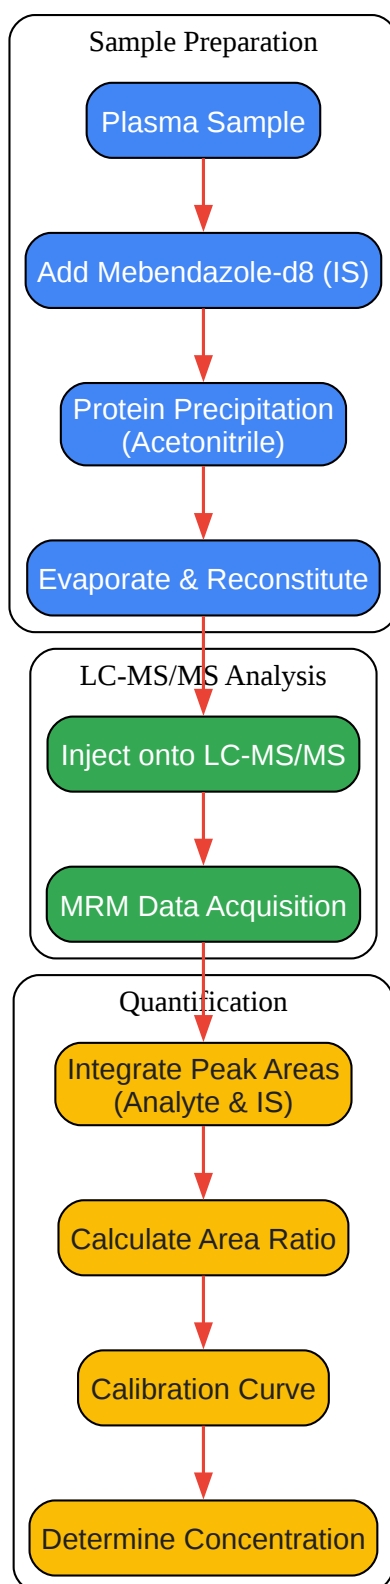 Sample Preparation
Plasma Sample
Add Mebendazole-d8 (IS)
Protein Precipitation
(Acetonitrile)
Evaporate & Reconstitute
LC-MS/MS Analysis
Inject onto LC-MS/MS
MRM Data Acquisition
Quantification
Integrate Peak Areas
(Analyte & IS)
Calculate Area Ratio
Calibration Curve
Determine Concentration